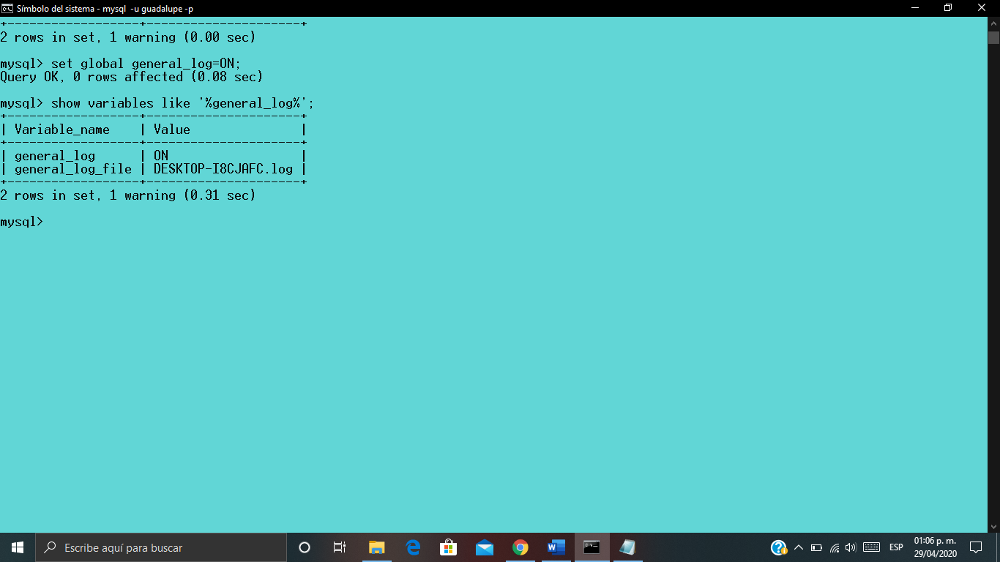 Símbolo del sistema - mysql  -u guadalupe -p
+------------------+---------------------+
2 rows in set, 1 warning (0.00 sec)
mysql> set global general_log=ON;
Query OK, 0 rows affected (0.08 sec)
mysql> show variables like '%general_log%';
+------------------+---------------------+
| Variable_name    | Value               |
+------------------+---------------------+
| general_log      | ON                  |
| general_log_file | DESKTOP-I8CJAFC.log |
+------------------+---------------------+
2 rows in set, 1 warning (0.31 sec)
mysql>
Escribe aquí para buscar
ESP
01:06 p. m.
29/04/2020